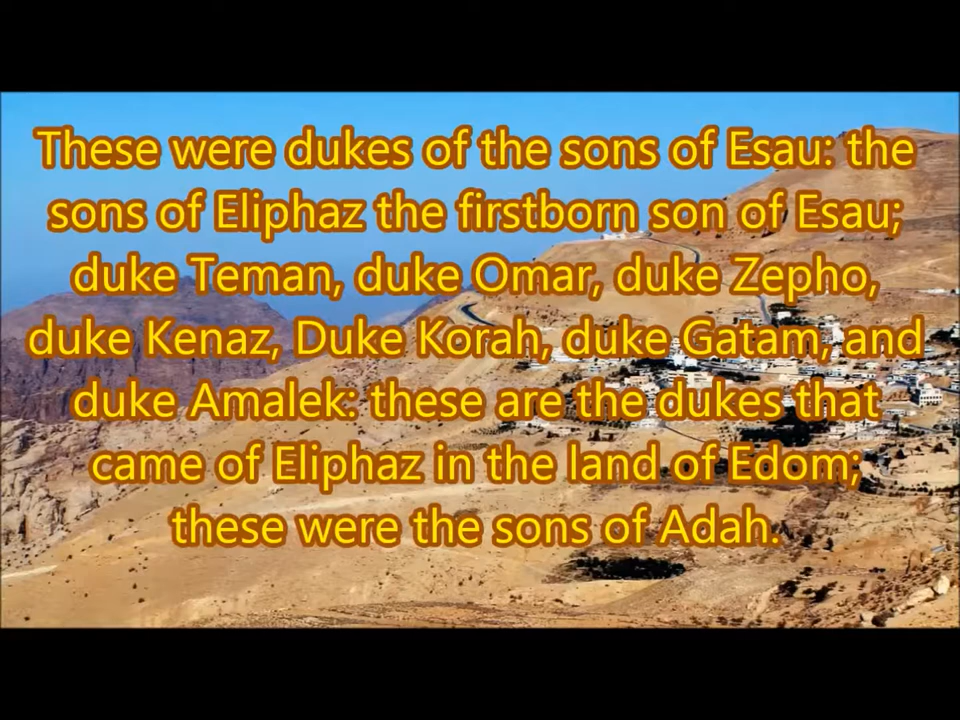 These were dukes of the sons of Esau: the
sons of Eliphaz the firstborn son of Esau;
duke Teman, duke Omar, duke Zepho,
duke Kenaz, Duke Korah, duke Gatam, and
duke Amalek: these are the dukes that
came of Eliphaz in the land of Edom;
these were the sons of Adah.